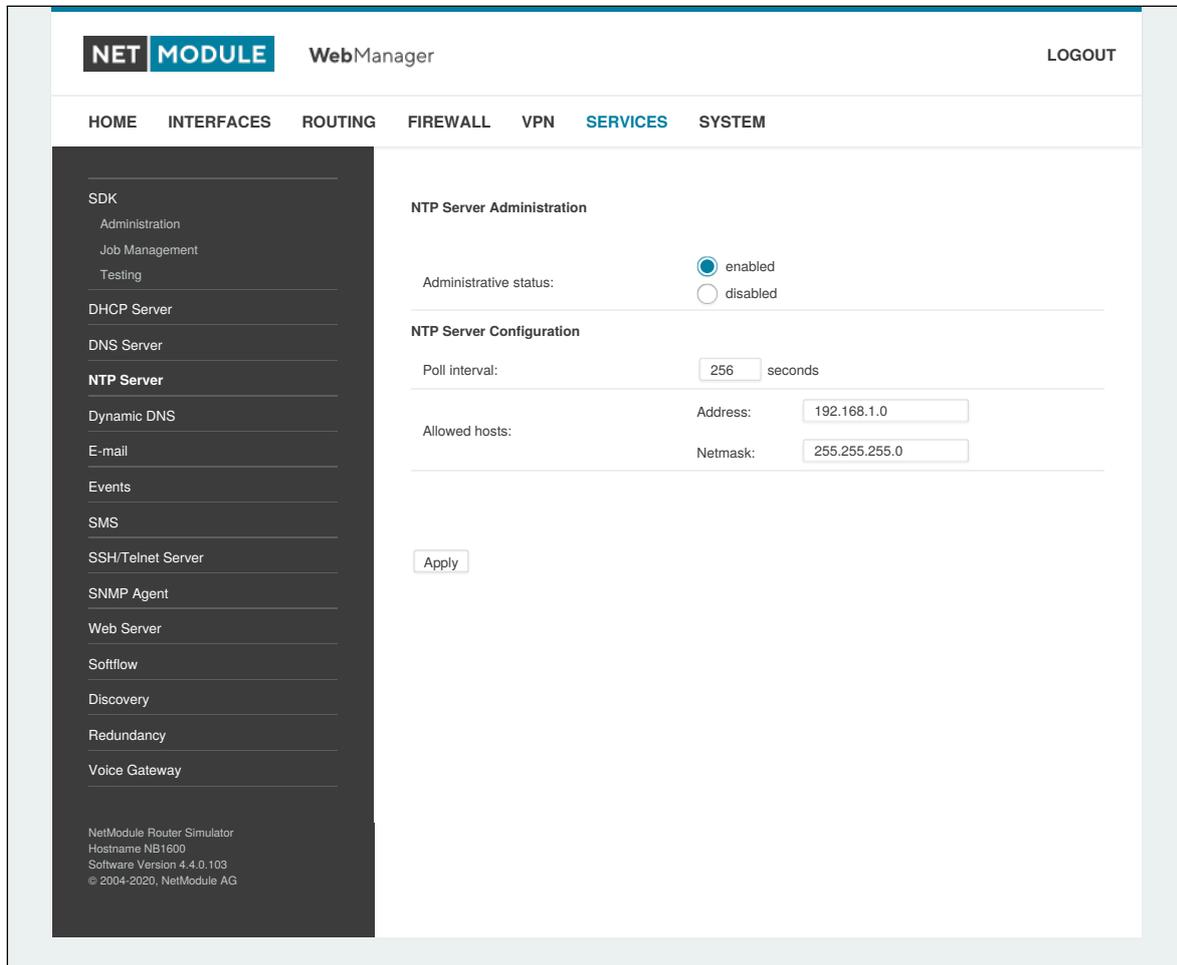 NET MODULE WebManager LOGOUT
HOME INTERFACES ROUTING FIREWALL VPN SERVICES SYSTEM
SDK
Administration
Job Management
Testing
DHCP Server
DNS Server
NTP Server
Dynamic DNS
E-mail
Events
SMS
SSH/Telnet Server
SNMP Agent
Web Server
Softflow
Discovery
Redundancy
Voice Gateway
NetModule Router Simulator
Hostname NB1600
Software Version 4.4.0.103
© 2004-2020, NetModule AG
NTP Server Administration
Administrative status:
enabled
disabled
NTP Server Configuration
Poll interval: 256 seconds
Allowed hosts:
Address: 192.168.1.0
Netmask: 255.255.255.0
Apply